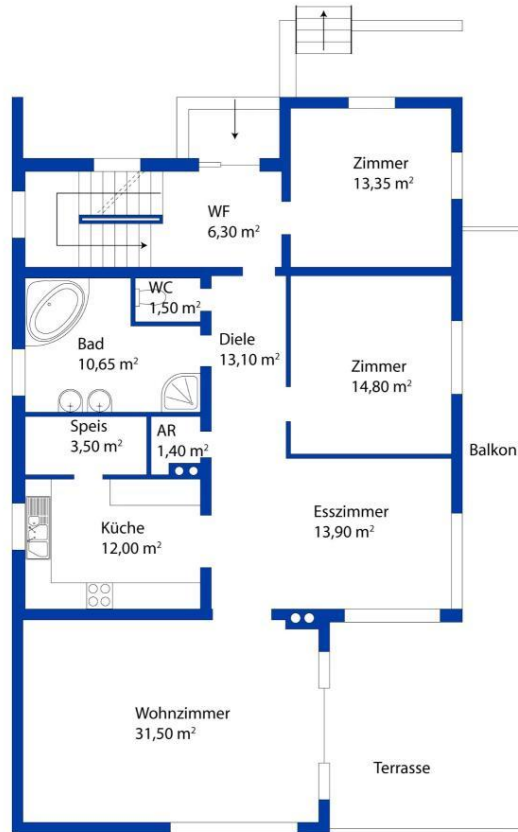 Zimmer
13,35 m²
WF
6,30 m²
WC
1,50 m²
Bad
10,65 m²
Diele
13,10 m²
Zimmer
14,80 m²
Speis
3,50 m²
AR
1,40 m²
Balkon
Küche
12,00 m²
Esszimmer
13,90 m²
Wohnzimmer
31,50 m²
Terrasse